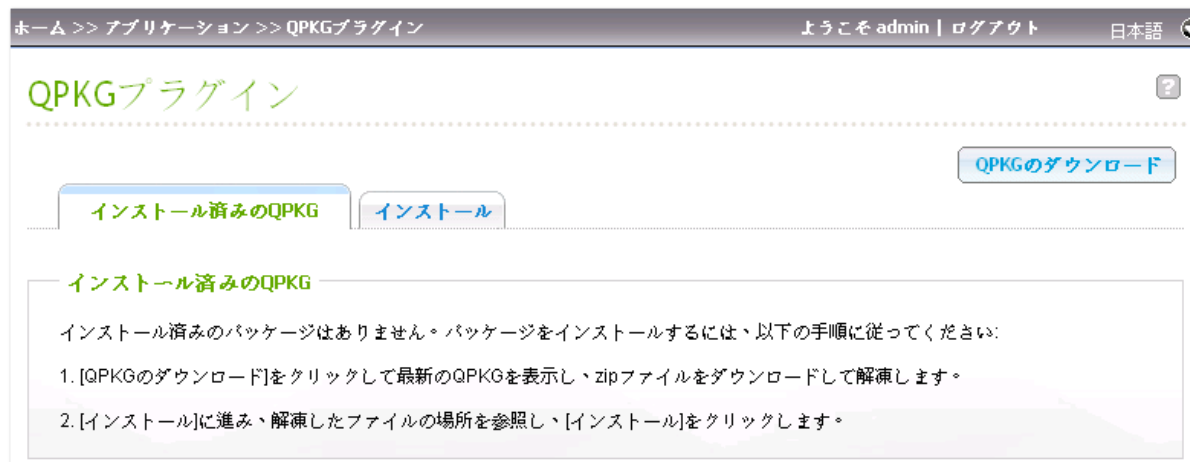 ホーム >> アプリケーション >> QPKGプラグイン
ようこそ admin | ログアウト
日本語
QPKGプラグイン
?
QPKGのダウンロード
インストール済みのQPKG
インストール
インストール済みのQPKG
インストール済みのパッケージはありません。パッケージをインストールするには、以下の手順に従ってください:
1. [QPKGのダウンロード]をクリックして最新のQPKGを表示し、zipファイルをダウンロードして解凍します。
2. [インストール]に進み、解凍したファイルの場所を参照し、[インストール]をクリックします。